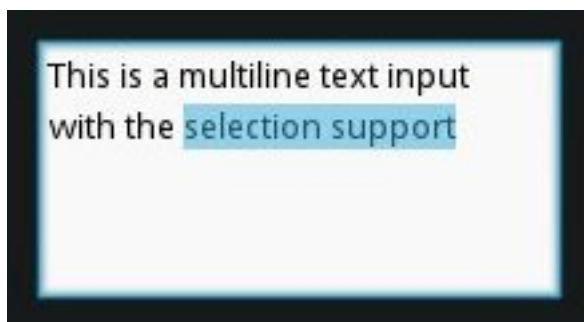 This is a multiline text input
with the selection support